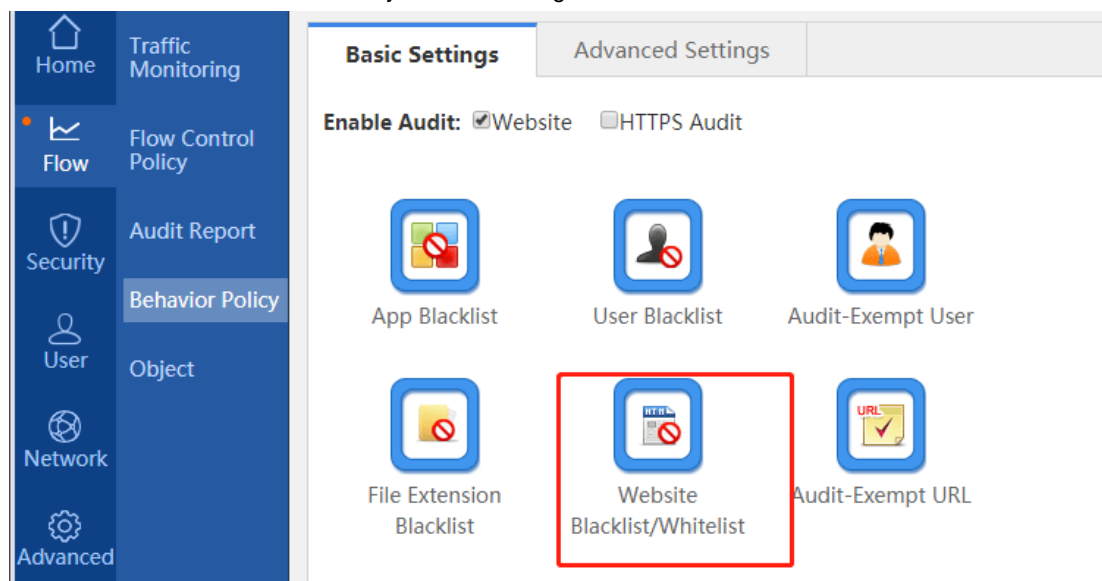 Home
Flow
Security
User
Network
Advanced
Traffic
Monitoring
Flow Control
Policy
Audit Report
Behavior Policy
Object
Basic Settings
Advanced Settings
Enable Audit: Website HTTPS Audit
App Blacklist
User Blacklist
Audit-Exempt User
HTML
URL
File Extension
Blacklist
Website
Blacklist/Whitelist
Audit-Exempt URL